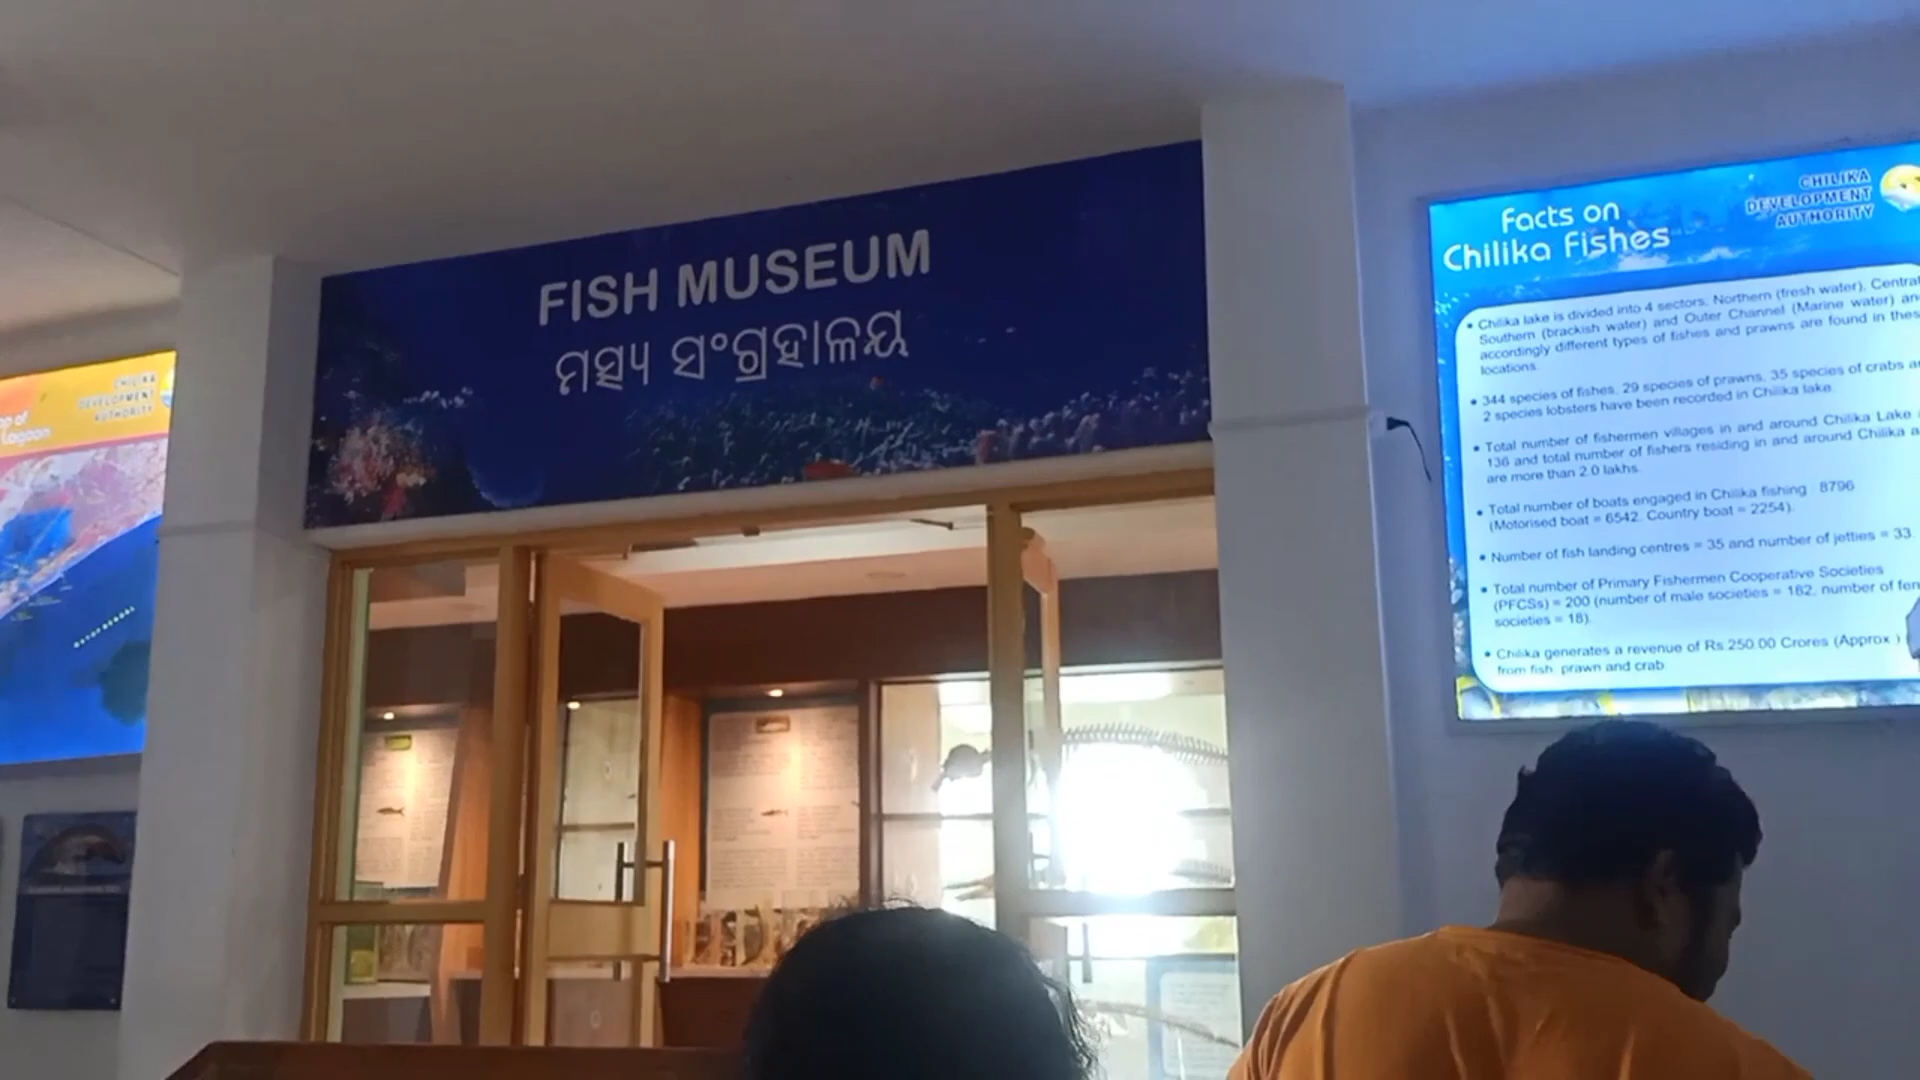 FISH MUSEUM
ମତ୍ସ୍ୟ ସଂଗ୍ରହାଳୟ
CHILIKA
DEVELOPMENT
AUTHORITY
of
Lagoon
CHILIKA
DEVELOPMENT
AUTHORITY
Facts on
Chilika Fishes
• Chilika lake is divided into 4 sectors, Northern (fresh water), Central
Southern (brackish water) and Outer Channel (Marine water) an
accordingly different types of fishes and prawns are found in thes
locations.
• 344 species of fishes, 29 species of prawns, 35 species of crabs a
2 species lobsters have been recorded in Chilika lake.
• Total number of fishermen villages in and around Chilika Lake
136 and total number of fishers residing in and around Chilika a
are more than 2.0 lakhs.
• Total number of boats engaged in Chilika fishing : 8796
(Motorised boat = 6542, Country boat = 2254).
• Number of fish landing centres = 35 and number of jetties = 33.
• Total number of Primary Fishermen Cooperative Societies
(PFCSs) = 200 (number of male societies = 182, number of fem
societies = 18).
• Chilika generates a revenue of Rs.250.00 Crores (Approx.)
from fish, prawn and crab